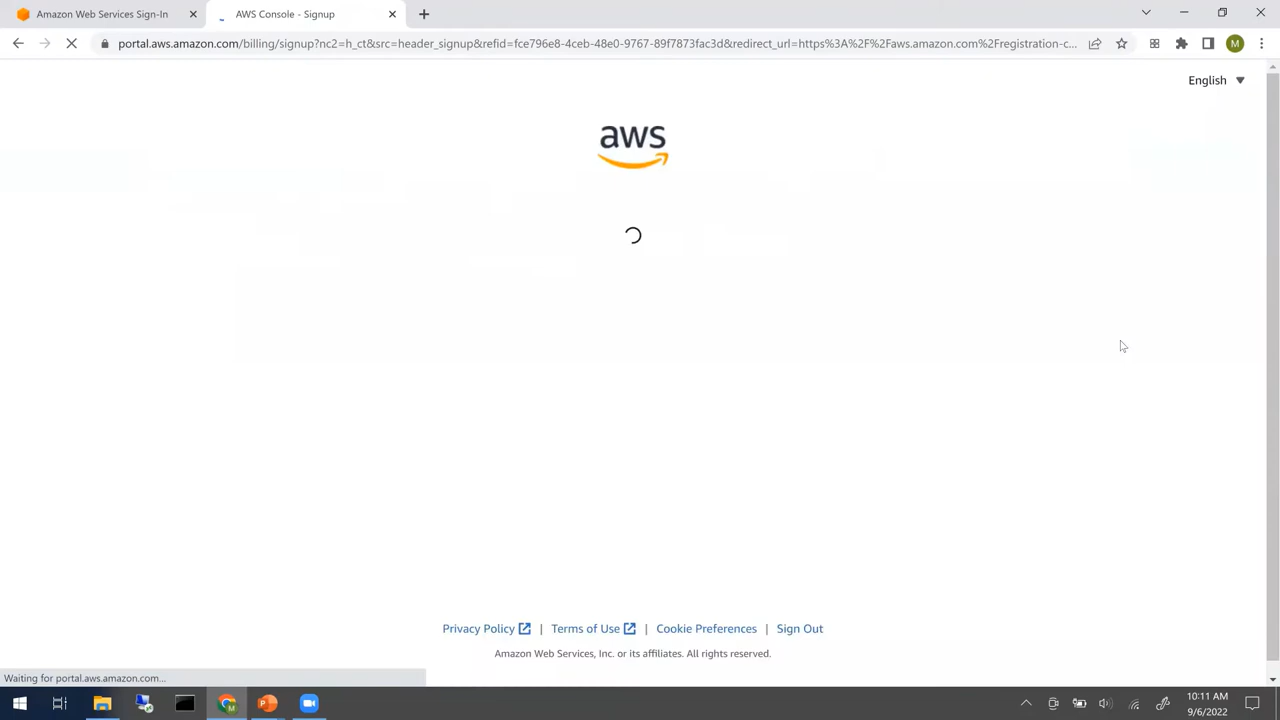 Amazon Web Services Sign-In
AWS Console - Signup
portal.aws.amazon.com/billing/signup?nc2=h_ct&src=header_signup&refid=fce796e8-4ceb-48e0-9767-89f7873fac3d&redirect_url=https%3A%2F%2Faws.amazon.com%2Fregistration-c...
M
English
aws
Privacy Policy | Terms of Use | Cookie Preferences | Sign Out
Amazon Web Services, Inc. or its affiliates. All rights reserved.
Waiting for portal.aws.amazon.com...
10:11 AM
9/6/2022